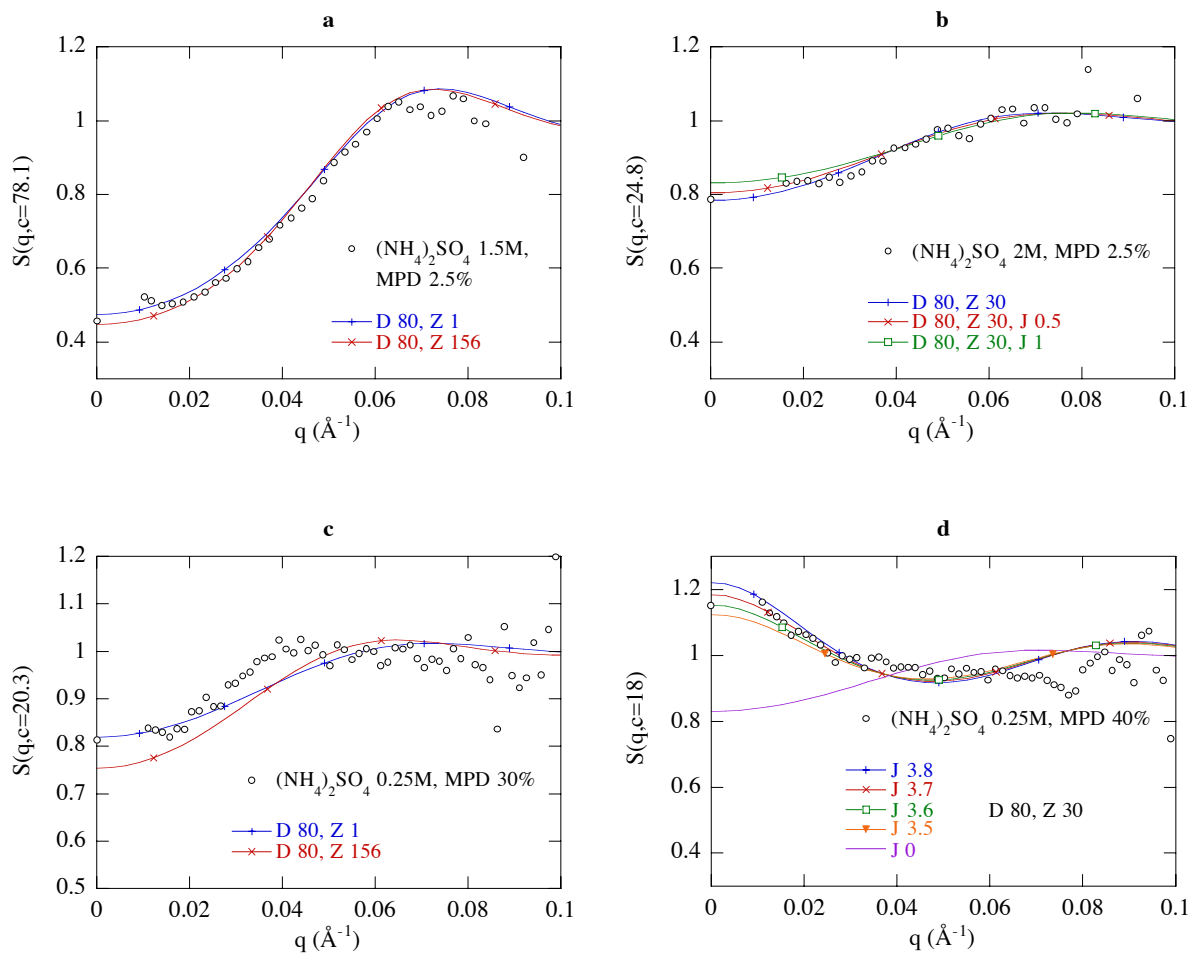 a
1.2
1
0.8
0.6
0.4
S(q,c=78.1)
(NH₄)₂SO₄ 1.5M,
MPD 2.5%
D 80, Z 1
D 80, Z 156
0 0.02 0.04 0.06 0.08 0.1
q (Å⁻¹)
b
1.2
1
0.8
0.6
0.4
S(q,c=24.8)
(NH₄)₂SO₄ 2M, MPD 2.5%
D 80, Z 30
D 80, Z 30, J 0.5
D 80, Z 30, J 1
0 0.02 0.04 0.06 0.08 0.1
q (Å⁻¹)
c
1.2
1.1
1
0.9
0.8
0.7
0.6
0.5
S(q,c=20.3)
(NH₄)₂SO₄ 0.25M, MPD 30%
D 80, Z 1
D 80, Z 156
0 0.02 0.04 0.06 0.08 0.1
q (Å⁻¹)
d
1.2
1
0.8
0.6
0.4
S(q,c=18)
(NH₄)₂SO₄ 0.25M, MPD 40%
J 3.8
J 3.7
J 3.6
J 3.5
J 0
D 80, Z 30
0 0.02 0.04 0.06 0.08 0.1
q (Å⁻¹)